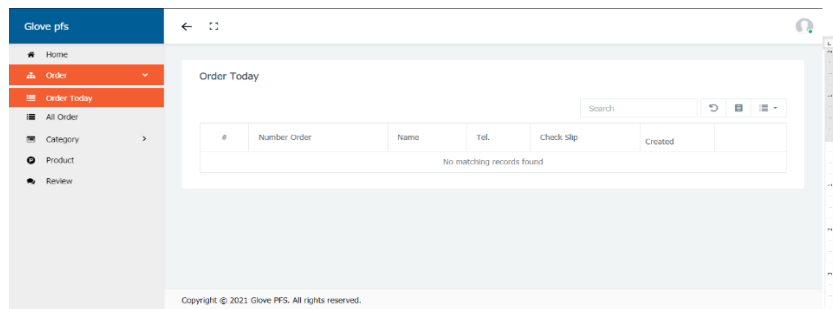 Glove pfs
Home
Order
Order Today
All Order
Category
Product
Review
Order Today
Search
# Number Order Name Tel. Check Slip Created
No matching records found
Copyright © 2021 Glove PFS. All rights reserved.